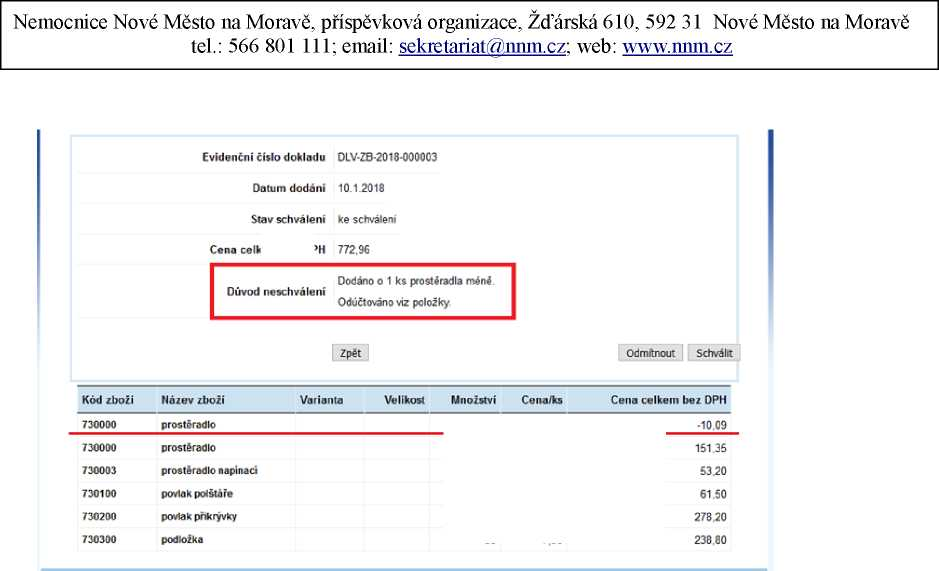 Nemocnice Nové Město na Moravě, příspěvková organizace, Žďárská 610, 592 31 Nové Město na Moravě
tel.: 566 801 111; email: sekretariat@nnm.cz; web: www.nnm.cz
Evidenční číslo dokladu DLV-ZB-2018-000003
Datum dodání 10.1.2018
Stav schválení ke schválení
Cena celk PH 772,96
Důvod neschválení Dodáno o 1 ks prostěradla méně.
Odúčtováno viz položky.
Zpět Odmítnout Schválit
Kód zboží Název zboží Varianta Velikost Množství Cena/ks Cena celkem bez DPH
730000 prostěradlo -10,09
730000 prostěradlo 151,35
730003 prostěradlo napínací 53,20
730100 povlak polštáře 61,50
730200 povlak přikrývky 278,20
730300 podložka 238,80